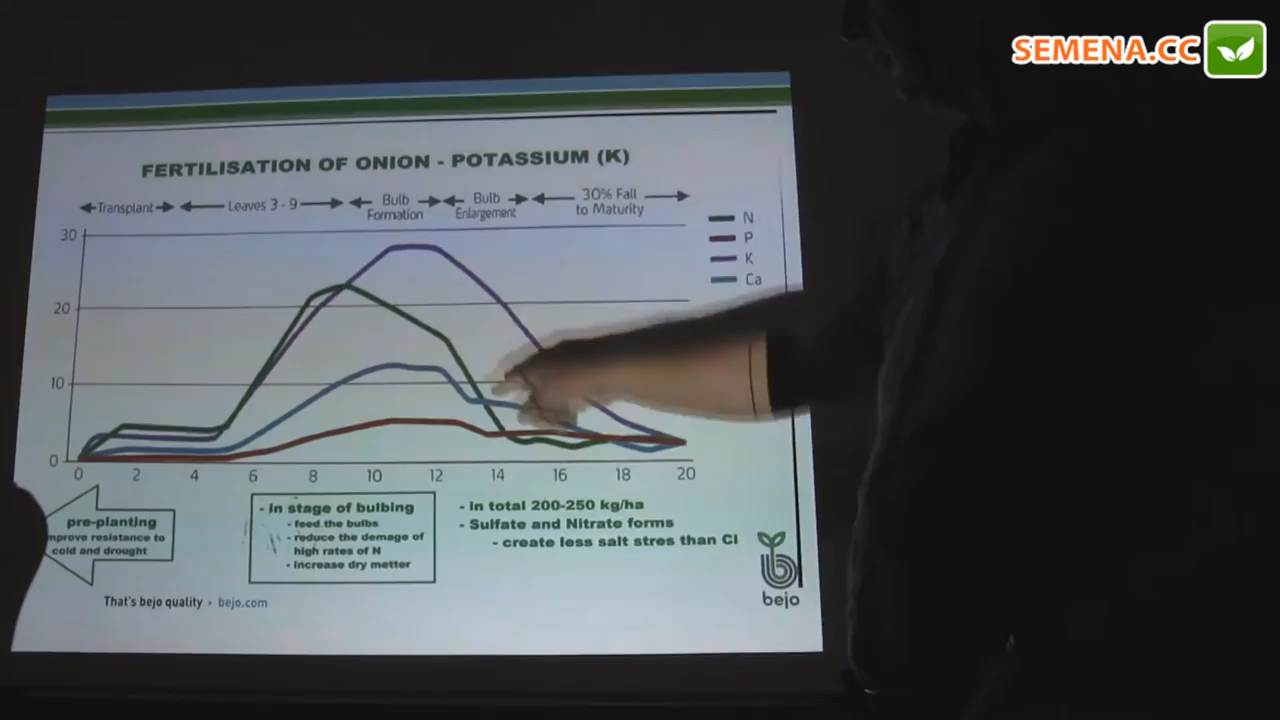 SEMENA.CC
FERTILISATION OF ONION - POTASSIUM (K)
Transplant
Leaves 3 - 9
Bulb
Formation
Bulb
Enlargement
30% Fall
to Maturity
30
20
10
0
N
P
K
Ca
0 2 4 6 8 10 12 14 16 18 20
pre-planting
mprove resistance to
cold and drought
- In stage of bulbing
- feed the bulbs
- reduce the demage of
high rates of N
- increase dry metter
- In total 200-250 kg/ha
- Sulfate and Nitrate forms
- create less salt stres than Cl
That's bejo quality • bejo.com
bejo